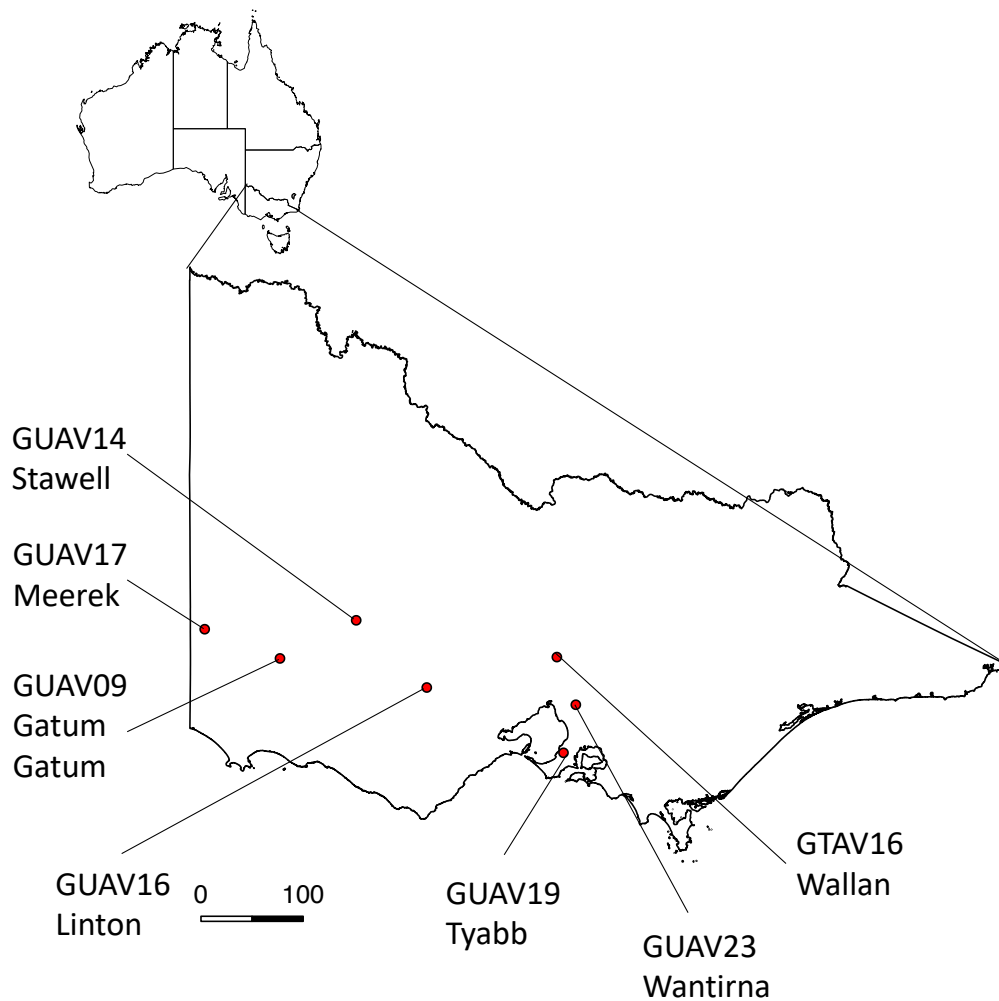 GUAV14
Stawell
GUAV17
Meerek
GUAV09
Gatum
Gatum
GUAV16
Linton
0 100
GUAV19
Tyabb
GTAV16
Wallan
GUAV23
Wantirna